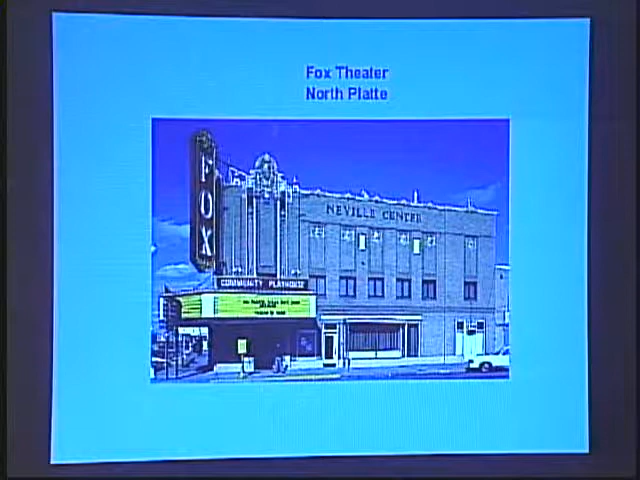 Fox Theater
North Platte
FOX
NEVILLE CENTER
COMMUNITY PLAYHOUSE